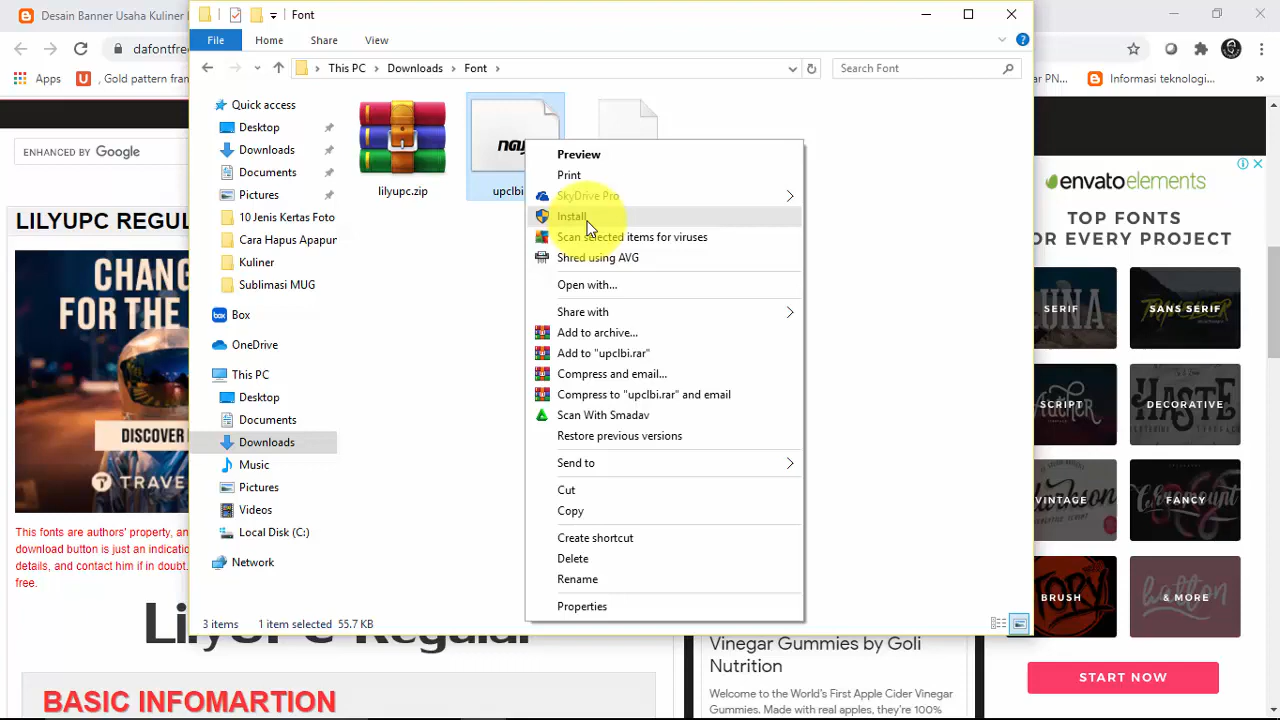 Desain Banner Usaha Kuliner
Font
File
Home
Share
View
dafontfree
Apps
, Gold pattern fram
This PC
Downloads
Font
Search Font
lar PN...
Informasi teknologi...
ENHANCED BY Google
LILYUPC REGULAR
CHANG
FOR THE
DISCOVER
TRAVE
This fonts are authors' property, an
download button is just an indicatio
details, and contact him if in doubt.
free.
LilyUPC Regular
BASIC INFOMARTION
Quick access
Desktop
Downloads
Documents
Pictures
10 Jenis Kertas Foto
Cara Hapus Apapun
Kuliner
Sublimasi MUG
Box
OneDrive
This PC
Desktop
Documents
Downloads
Music
Pictures
Videos
Local Disk (C:)
Network
3 items
1 item selected 55.7 KB
lilyupc.zip
upclbi
Preview
Print
SkyDrive Pro
Install
Scan selected items for viruses
Shred using AVG
Open with...
Share with
Add to archive...
Add to "upclbi.rar"
Compress and email...
Compress to "upclbi.rar" and email
Scan With Smadav
Restore previous versions
Send to
Cut
Copy
Create shortcut
Delete
Rename
Properties
Vinegar Gummies by Goli
Nutrition
Welcome to the World's First Apple Cider Vinegar
Gummies. Made with real apples, they're 100%
envatoelements
TOP FONTS
OR EVERY PROJECT
SERIF
SANS SERIF
SCRIPT
DECORATIVE
VINTAGE
FANCY
BRUSH
& MORE
START NOW